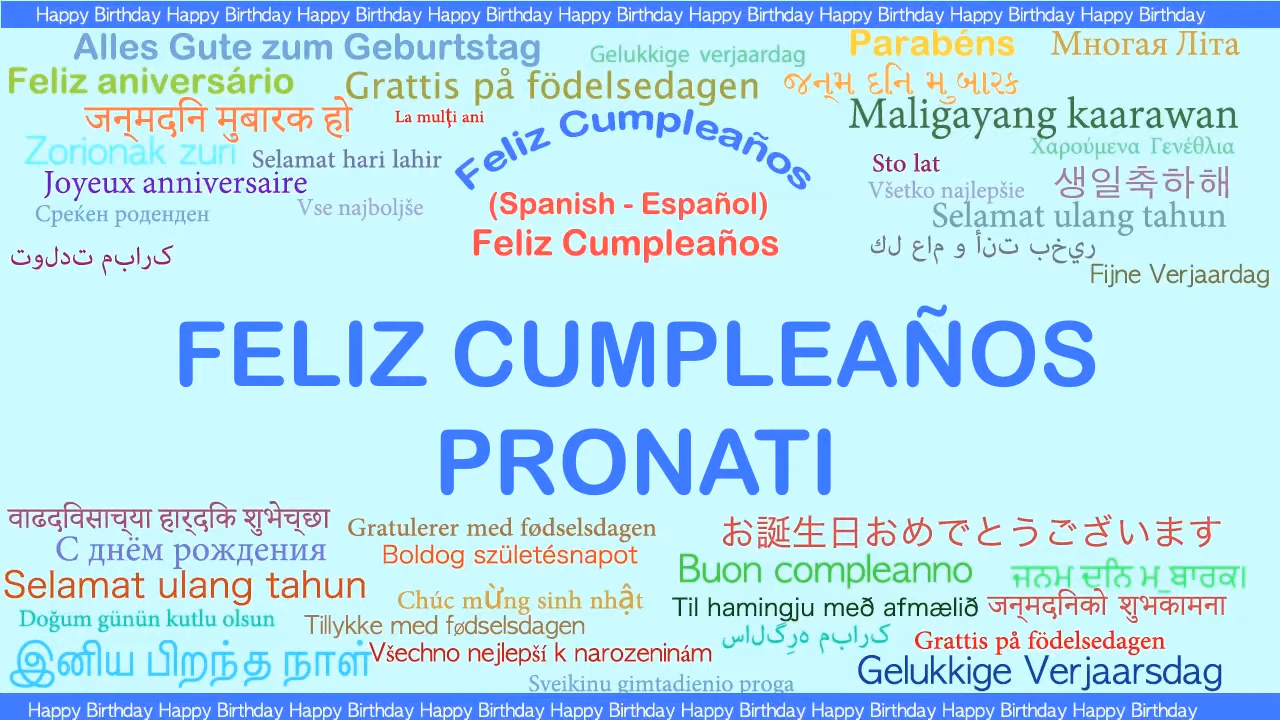 Happy Birthday Happy Birthday Happy Birthday Happy Birthday Happy Birthday Happy Birthday Happy Birthday Happy Birthday Happy Birthday
Alles Gute zum Geburtstag
Gelukkige verjaardag
Parabéns
Многая Літа
Feliz aniversário
Grattis på födelsedagen
જન્મ દિન મુબારક
जन्मदिन मुबारक हो
La mulţi ani
Feliz Cumpleaños
Maligayang kaarawan
Zorionak zuri
Selamat hari lahir
Χαρούμενα Γενέθλια
Sto lat
Joyeux anniversaire
Všetko najlepšie
생일축하해
Среќен роденден
Vse najboljše
(Spanish - Español)
Selamat ulang tahun
Feliz Cumpleaños
تولدت مبارک
كل عام و أنت بخير
Fijne Verjaardag
FELIZ CUMPLEAÑOS
PRONATI
वाढदिवसाच्या हार्दिक शुभेच्छा
Gratulerer med fødselsdagen
お誕生日おめでとうございます
С днём рождения
Boldog születésnapot
Buon compleanno
ਜਨਮ ਦਿਨ ਮੁਬਾਰਕ।
Selamat ulang tahun
Chúc mừng sinh nhật
Til hamingju með afmælið
जन्मदिनको शुभकामना
Doğum günün kutlu olsun
Tillykke med fødselsdagen
سالگرہ مبارک
Grattis på födelsedagen
இனிய பிறந்த நாள்
Všechno nejlepší k narozeninám
Gelukkige Verjaarsdag
Sveikinu gimtadienio proga
Happy Birthday Happy Birthday Happy Birthday Happy Birthday Happy Birthday Happy Birthday Happy Birthday Happy Birthday Happy Birthday